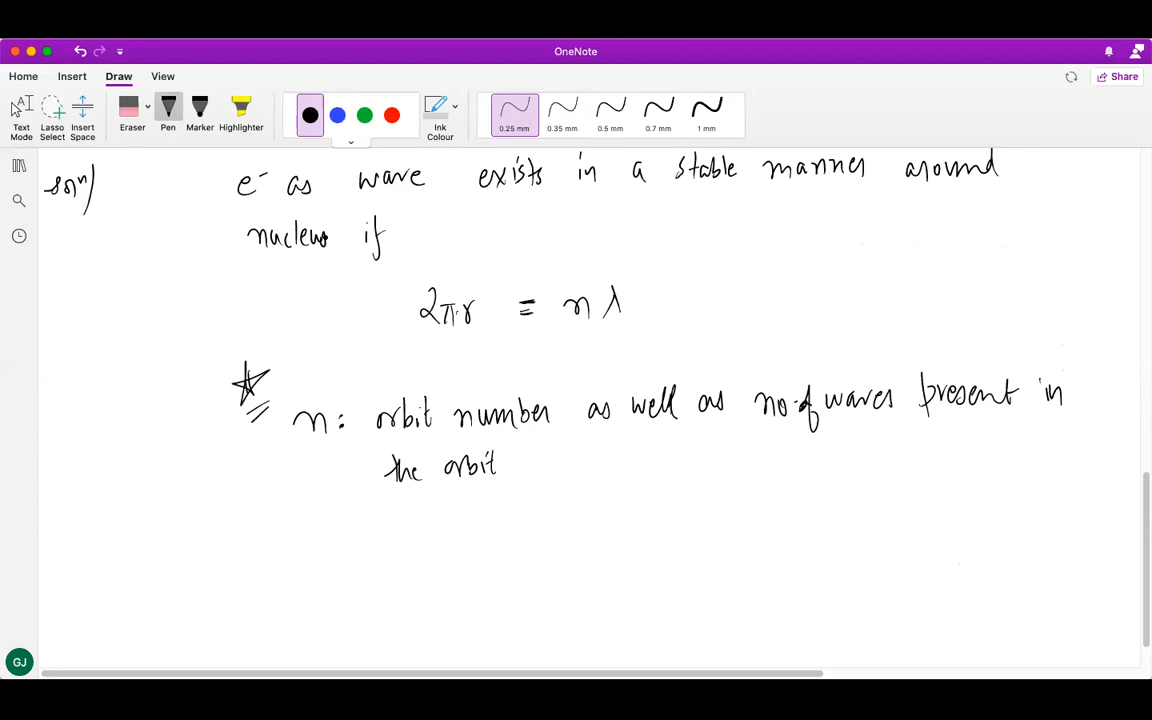 OneNote
Home Insert Draw View Share
Text Mode Lasso Select Insert Space Eraser Pen Marker Highlighter Ink Colour 0.25 mm 0.35 mm 0.5 mm 0.7 mm 1 mm
soln) e⁻ as wave exists in a stable manner around
nucleus if
2πr = nλ
n: orbit number as well as no. of waves present in
the orbit
GJ